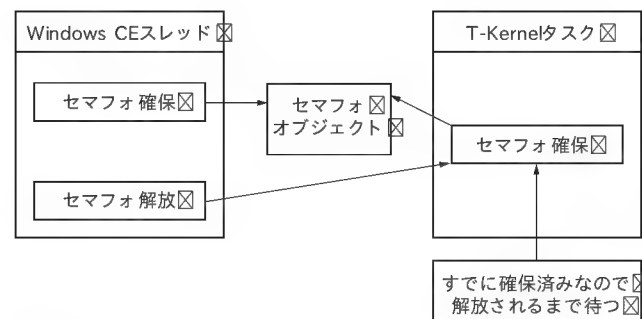 Windows CEスレッド
T-Kernelタスク
セマフォ確保
セマフォ
オブジェクト
セマフォ確保
セマフォ解放
すでに確保済みなので
解放されるまで待つ